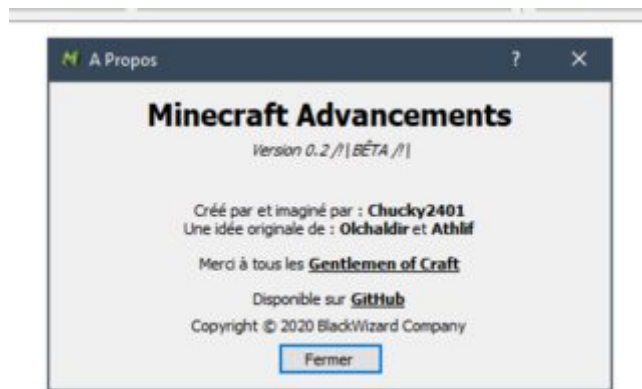 A Propos
Minecraft Advancements
Version 0.2 /!\ BÊTA /!\
Créé par et imaginé par : Chucky2401
Une idée originale de : Olchaldir et Athlif
Merci à tous les Gentlemen of Craft
Disponible sur GitHub
Copyright © 2020 BlackWizard Company
Fermer